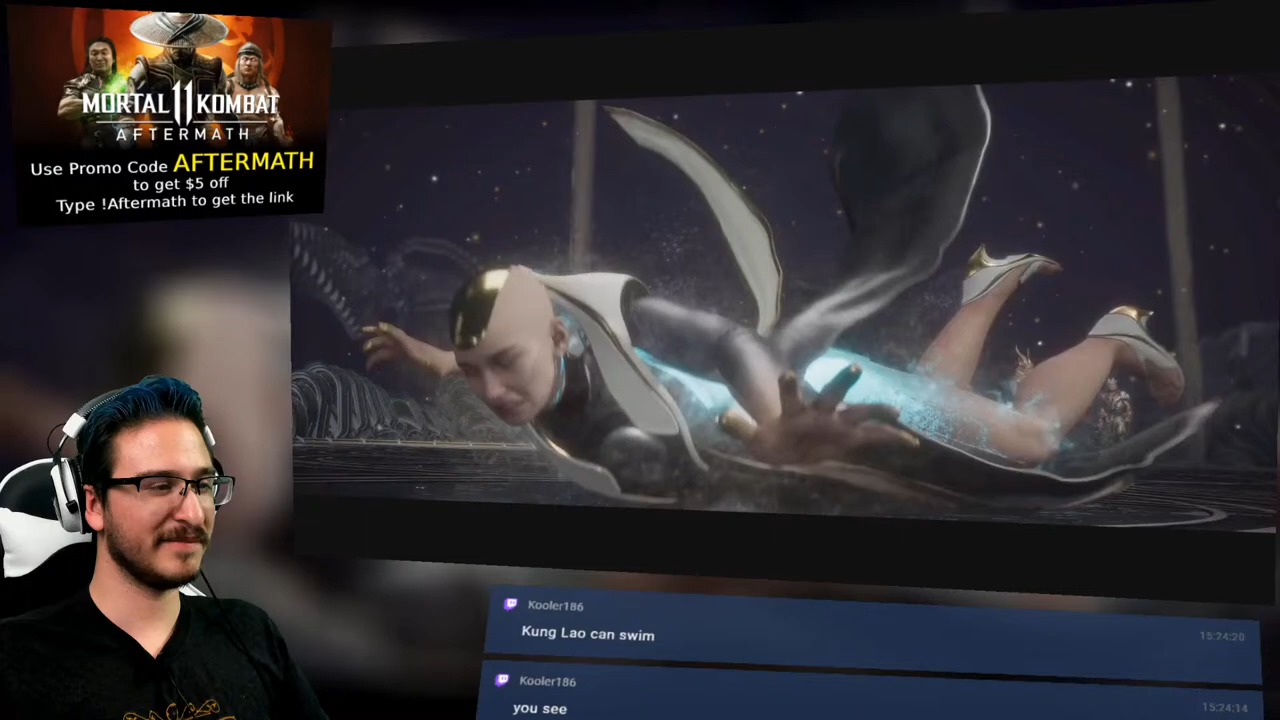 MORTAL 11 KOMBAT
AFTERMATH
Use Promo Code AFTERMATH
to get $5 off
Type !Aftermath to get the link
Kooler186
Kung Lao can swim
15:24:20
Kooler186
you see
15:24:14